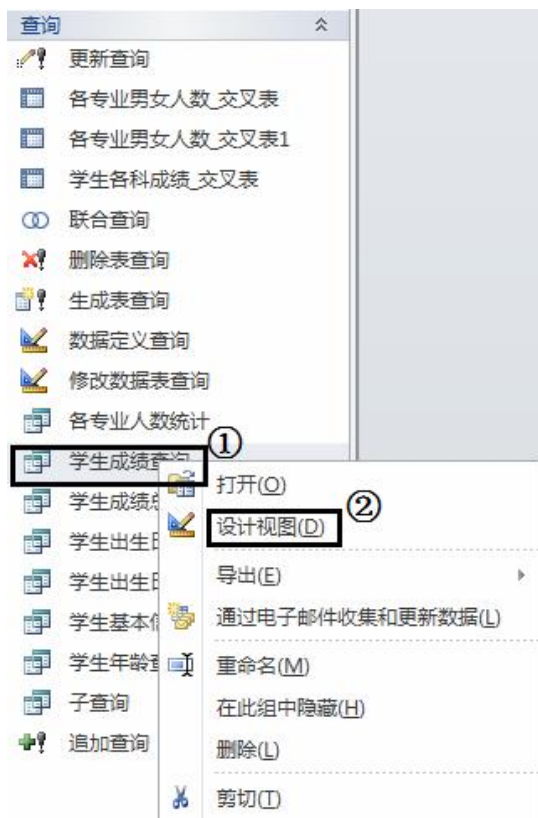 查询
更新查询
各专业男女人数_交叉表
各专业男女人数_交叉表1
学生各科成绩_交叉表
联合查询
删除表查询
生成表查询
数据定义查询
修改数据表查询
各专业人数统计
①
学生成绩查询
打开(O)
学生成绩总
②
设计视图(D)
学生出生日
导出(E)
学生出生日
通过电子邮件收集和更新数据(L)
学生基本信
重命名(M)
学生年龄查
在此组中隐藏(H)
子查询
删除(L)
追加查询
剪切(T)